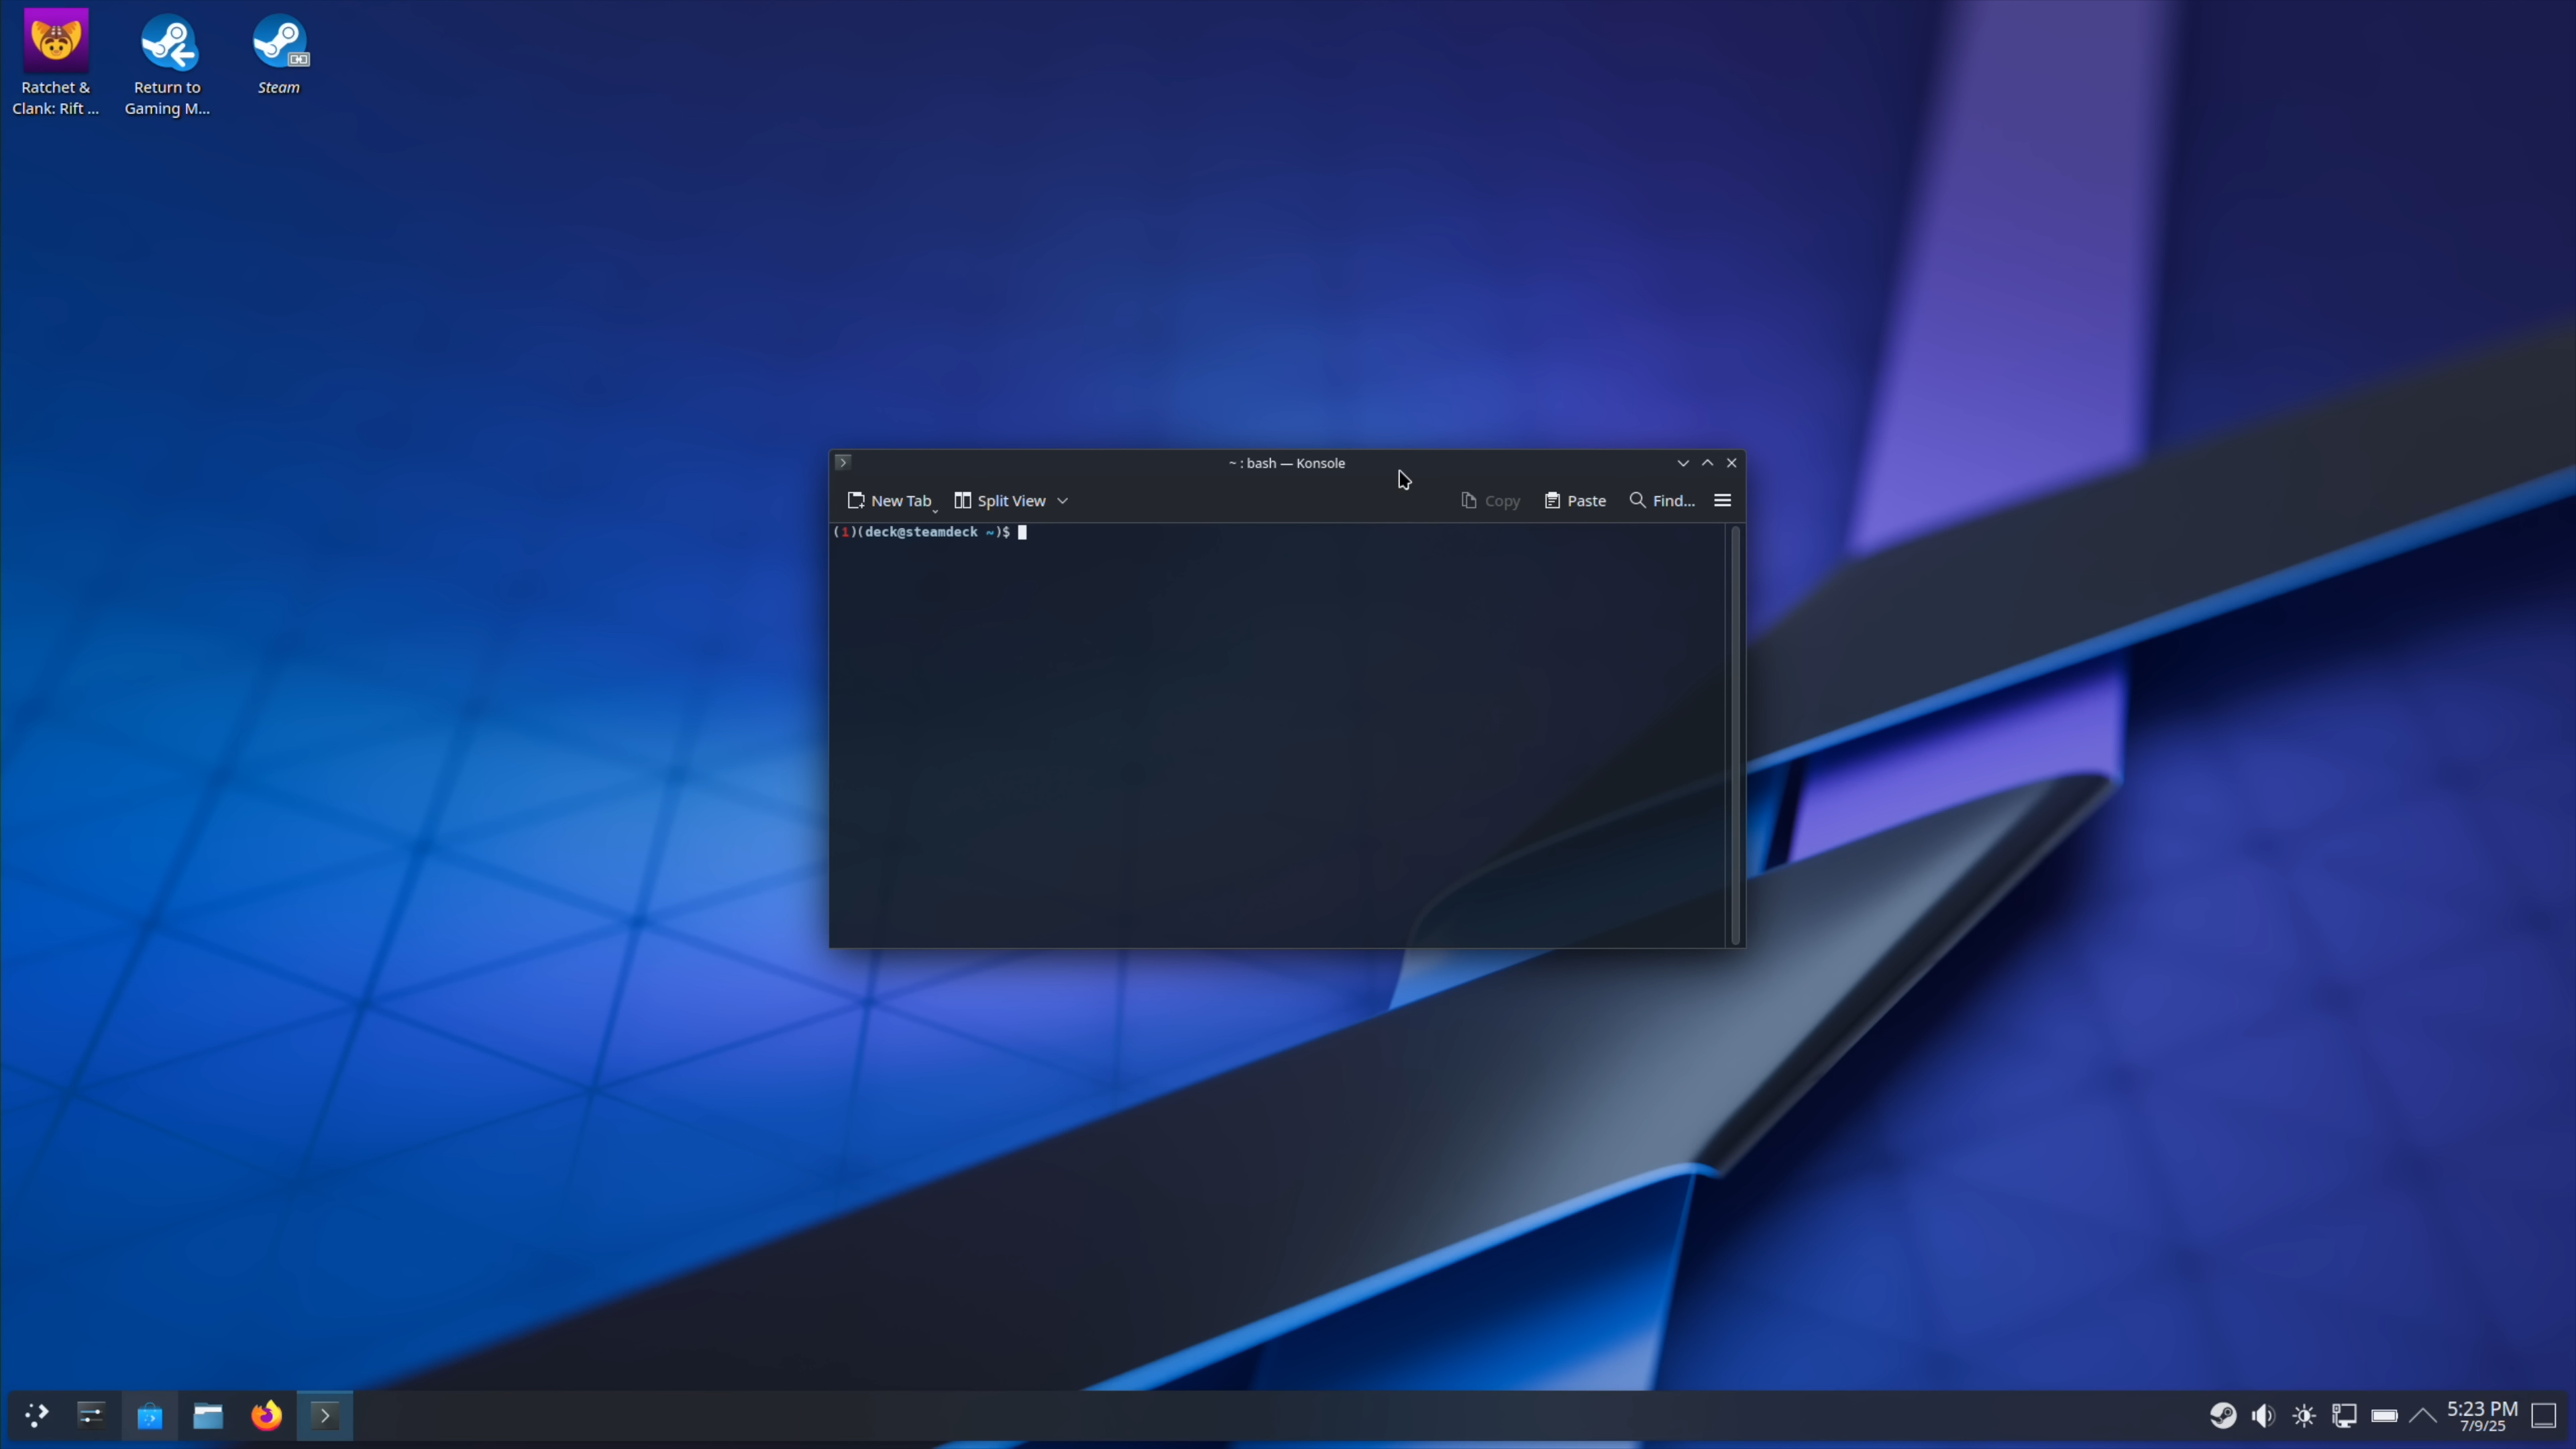 Ratchet &
Clank: Rift ...
Return to
Gaming M...
Steam
~ : bash — Konsole
New Tab
Split View
Copy
Paste
Find...
(1)(deck@steamdeck ~)$
5:23 PM
7/9/25